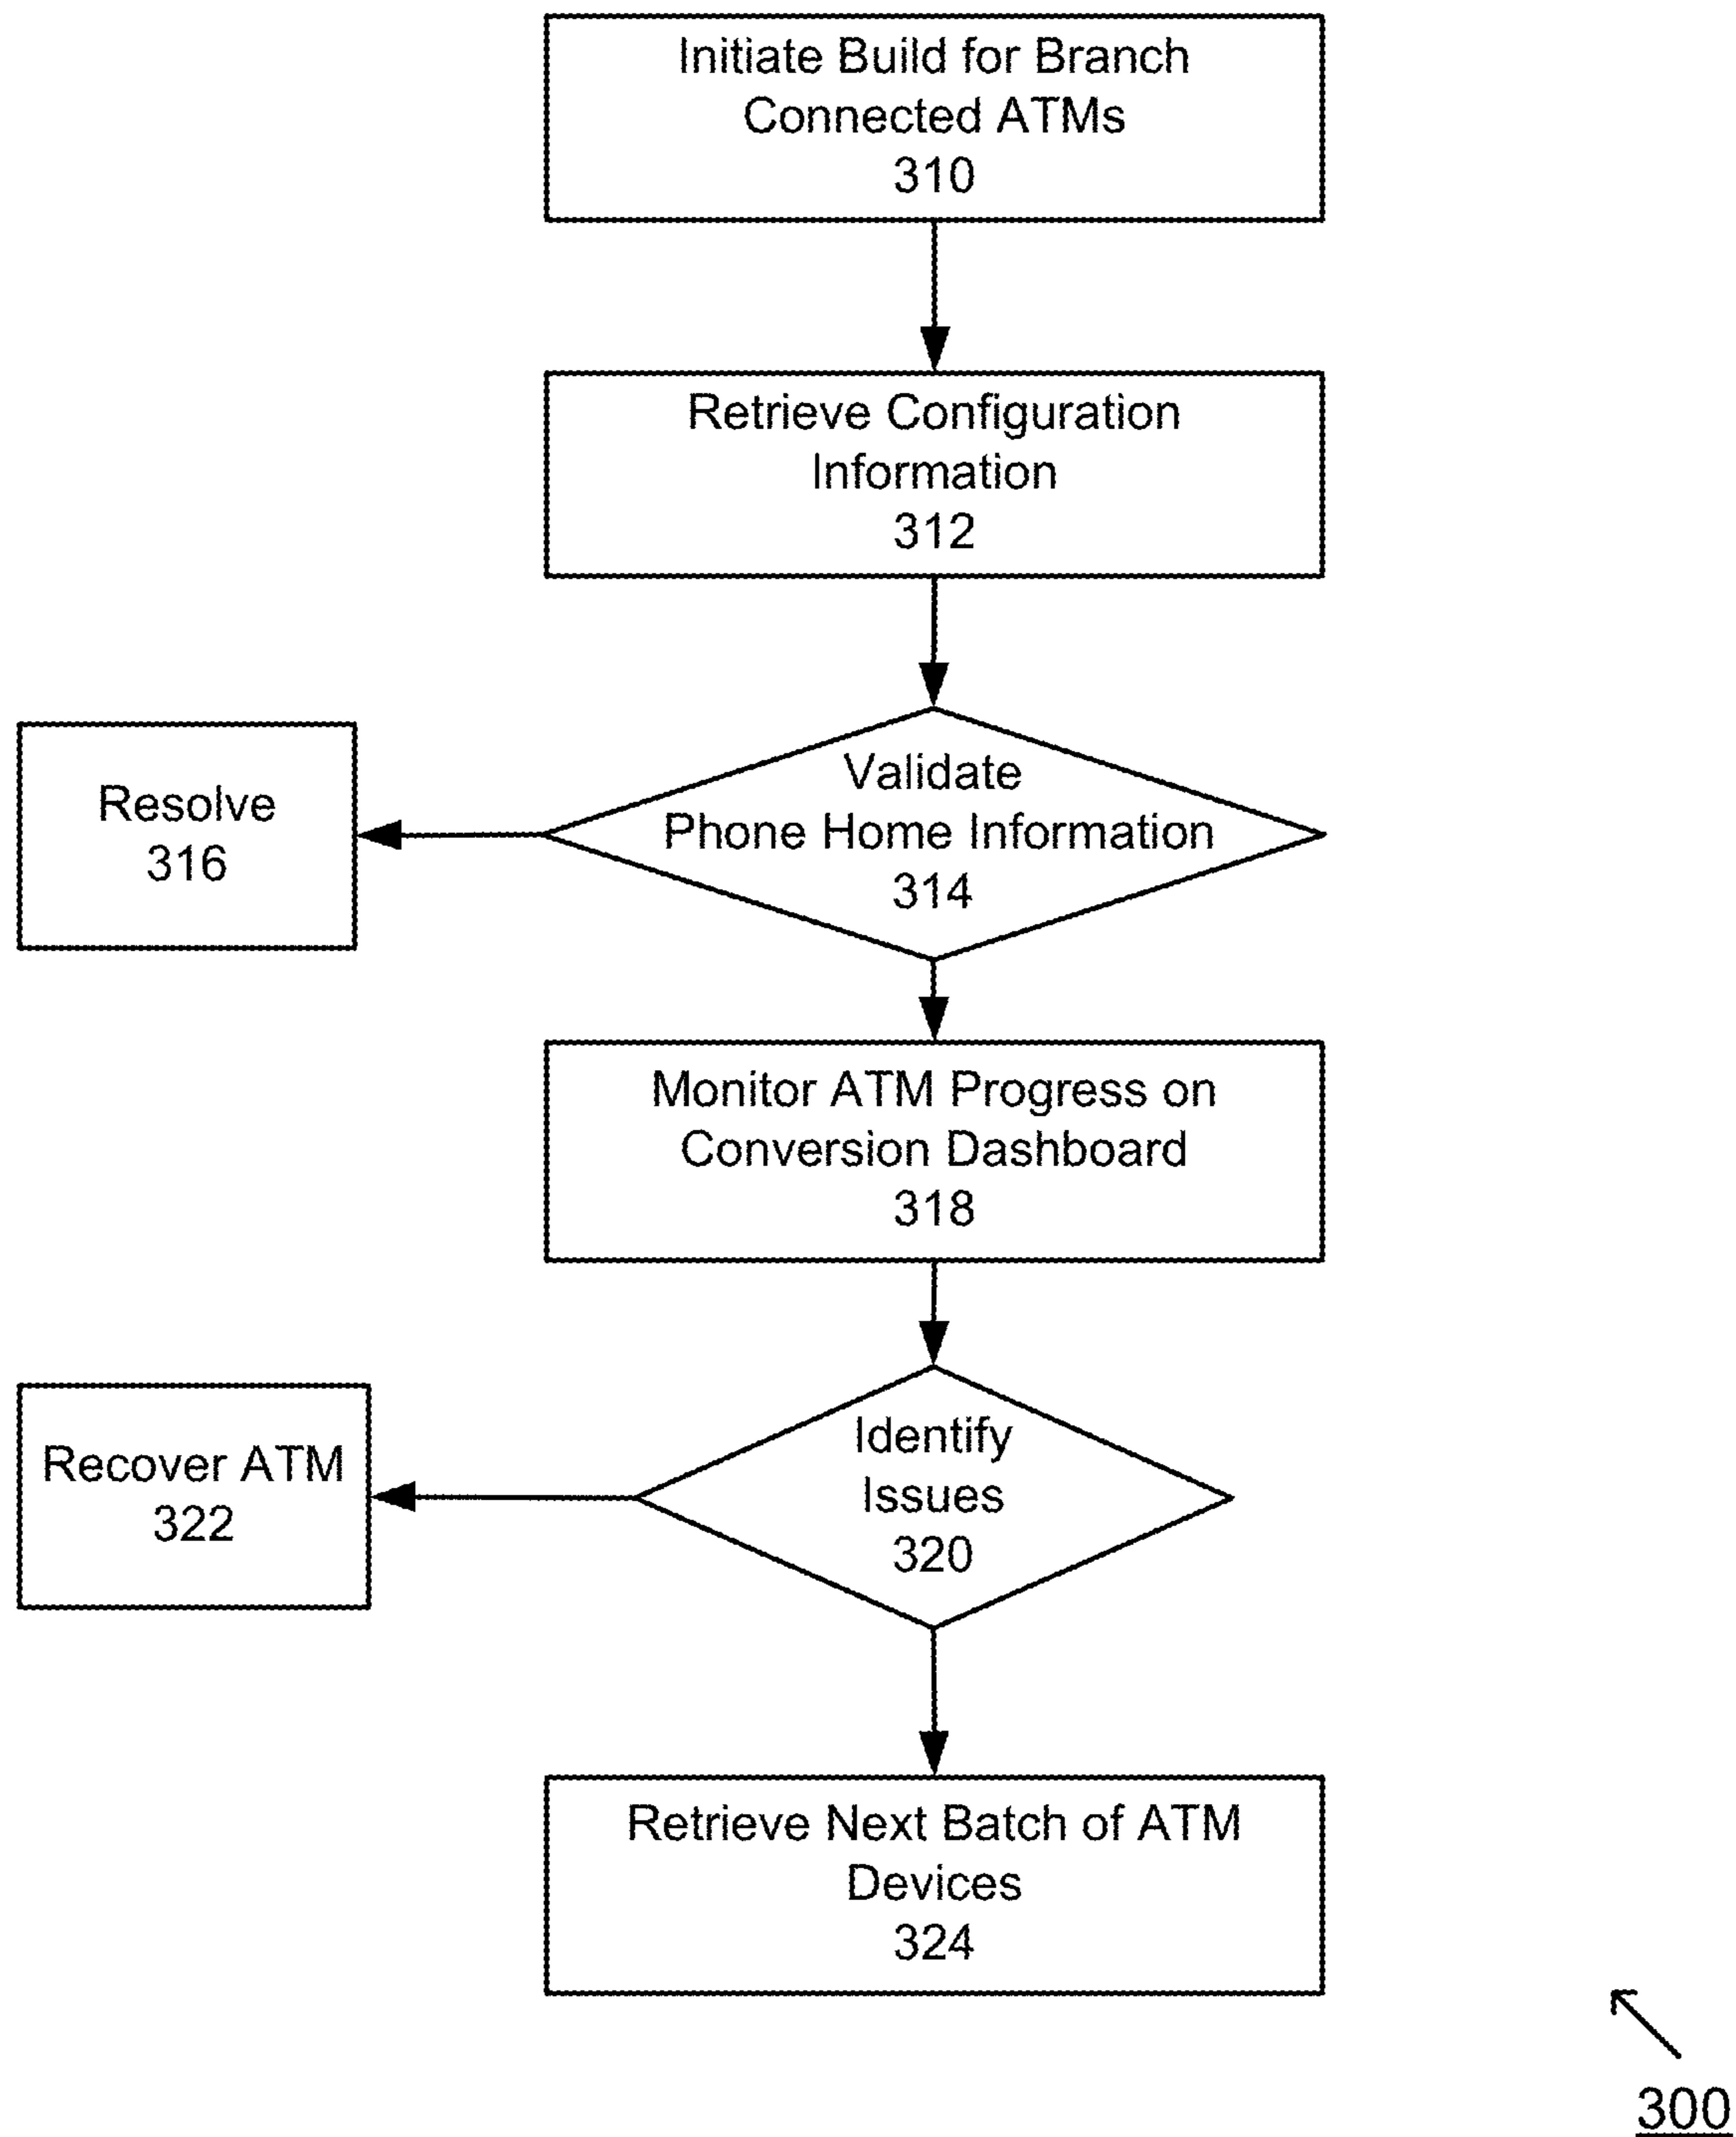 Initiate Build for Branch
Connected ATMs
310
Retrieve Configuration
Information
312
Validate
Phone Home Information
314
Resolve
316
Monitor ATM Progress on
Conversion Dashboard
318
Identify
Issues
320
Recover ATM
322
Retrieve Next Batch of ATM
Devices
324
300